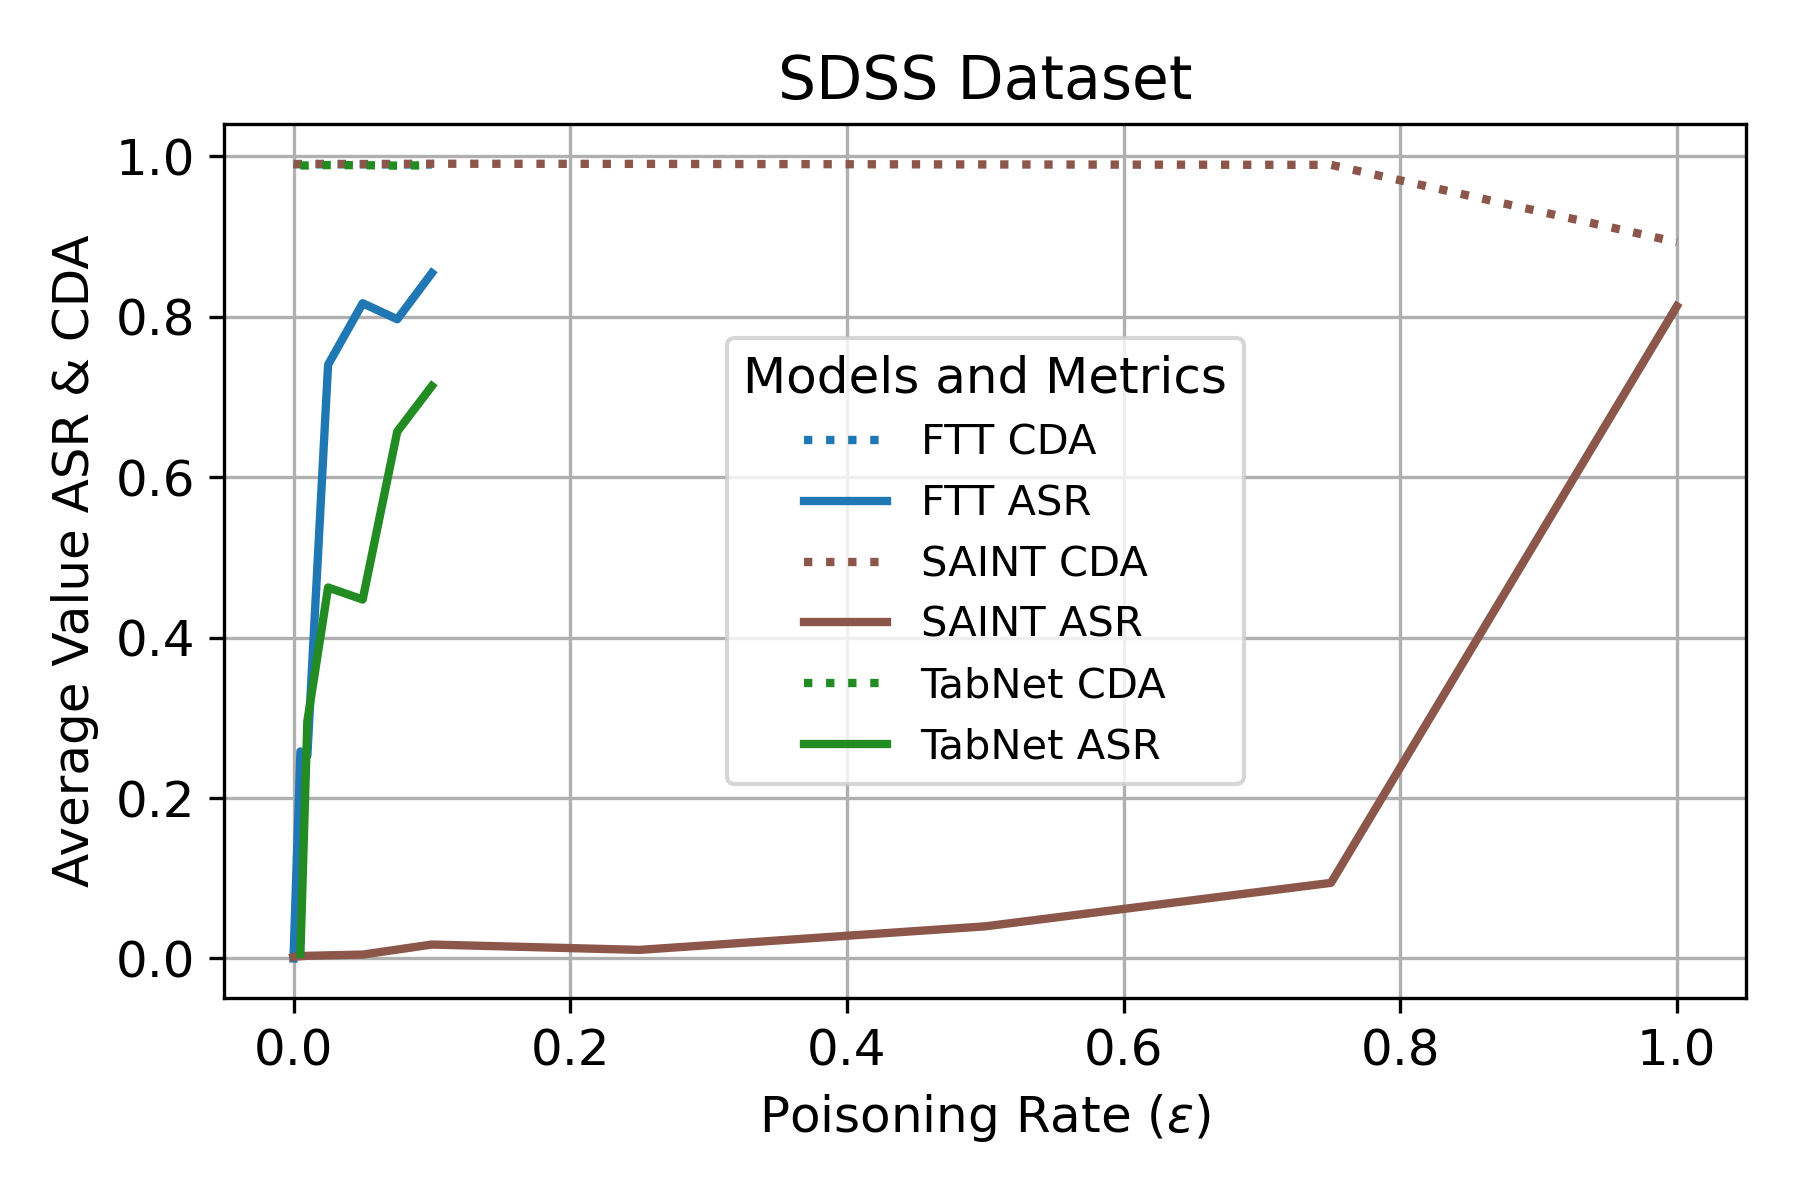 SDSS Dataset
Average Value ASR & CDA
1.0
0.8
0.6
0.4
0.2
0.0
Models and Metrics
FTT CDA
FTT ASR
SAINT CDA
SAINT ASR
TabNet CDA
TabNet ASR
0.0 0.2 0.4 0.6 0.8 1.0
Poisoning Rate (ε)